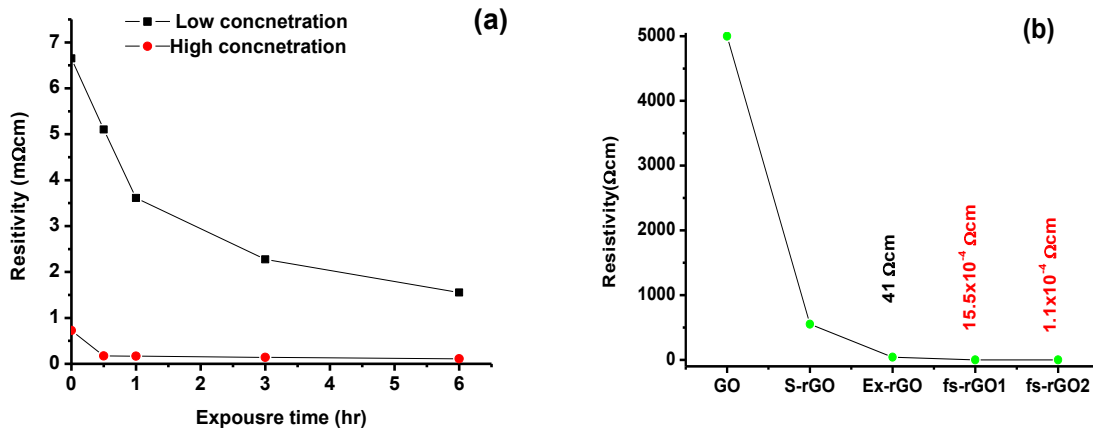 Low concnetration
High concnetration
(a)
7
6
5
4
3
2
1
0
Resitivity (mΩcm)
0 1 2 3 4 5 6
Expousre time (hr)
(b)
5000
4000
3000
2000
1000
0
Resistivity(Ωcm)
41 Ωcm
15.5x10⁻⁴ Ωcm
1.1x10⁻⁴ Ωcm
GO S-rGO Ex-rGO fs-rGO1 fs-rGO2